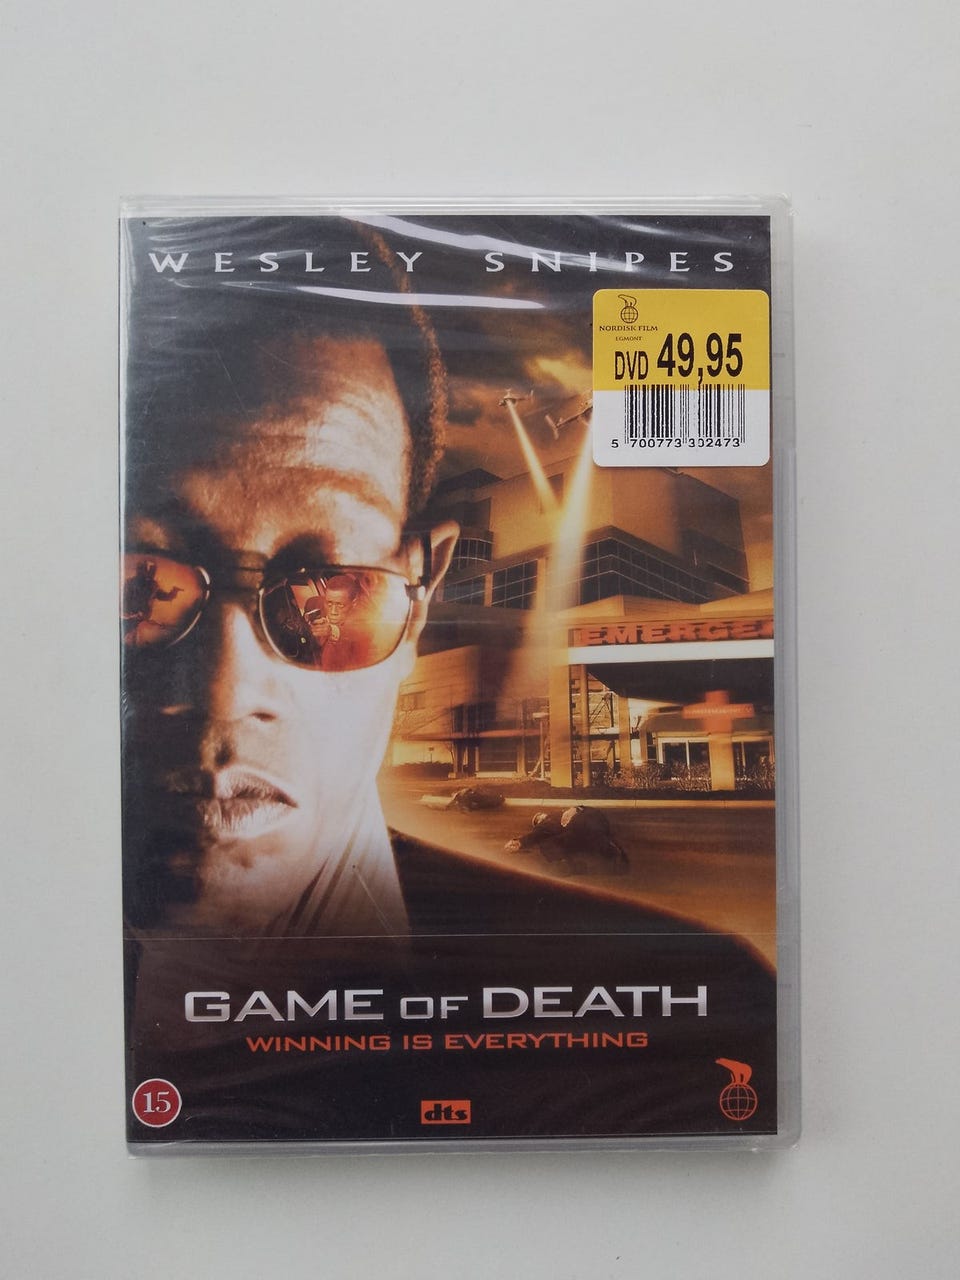 WESLEY SNIPES
NORDISK FILM
EGMONT
DVD 49,95
5 700773 302473
EMERGE
GAME OF DEATH
WINNING IS EVERYTHING
15
dts